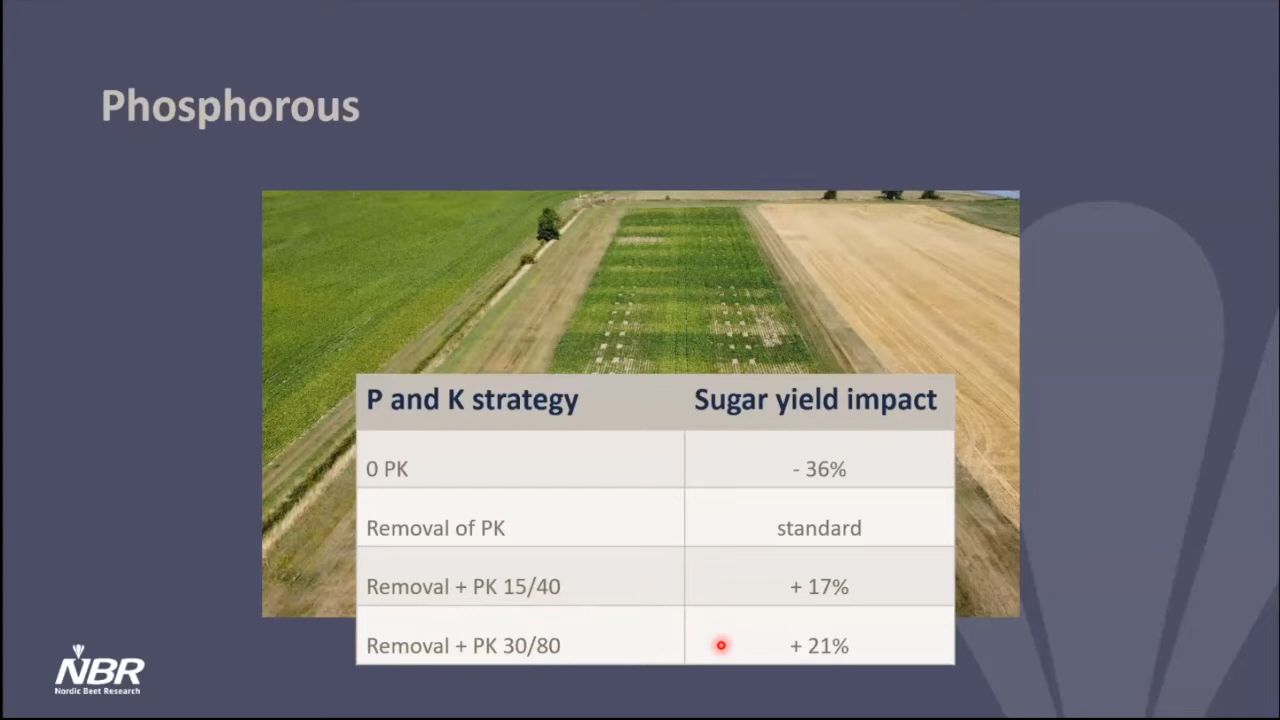 Phosphorous
P and K strategy Sugar yield impact
0 PK - 36%
Removal of PK standard
Removal + PK 15/40 + 17%
Removal + PK 30/80 + 21%
NBR
Nordic Beet Research